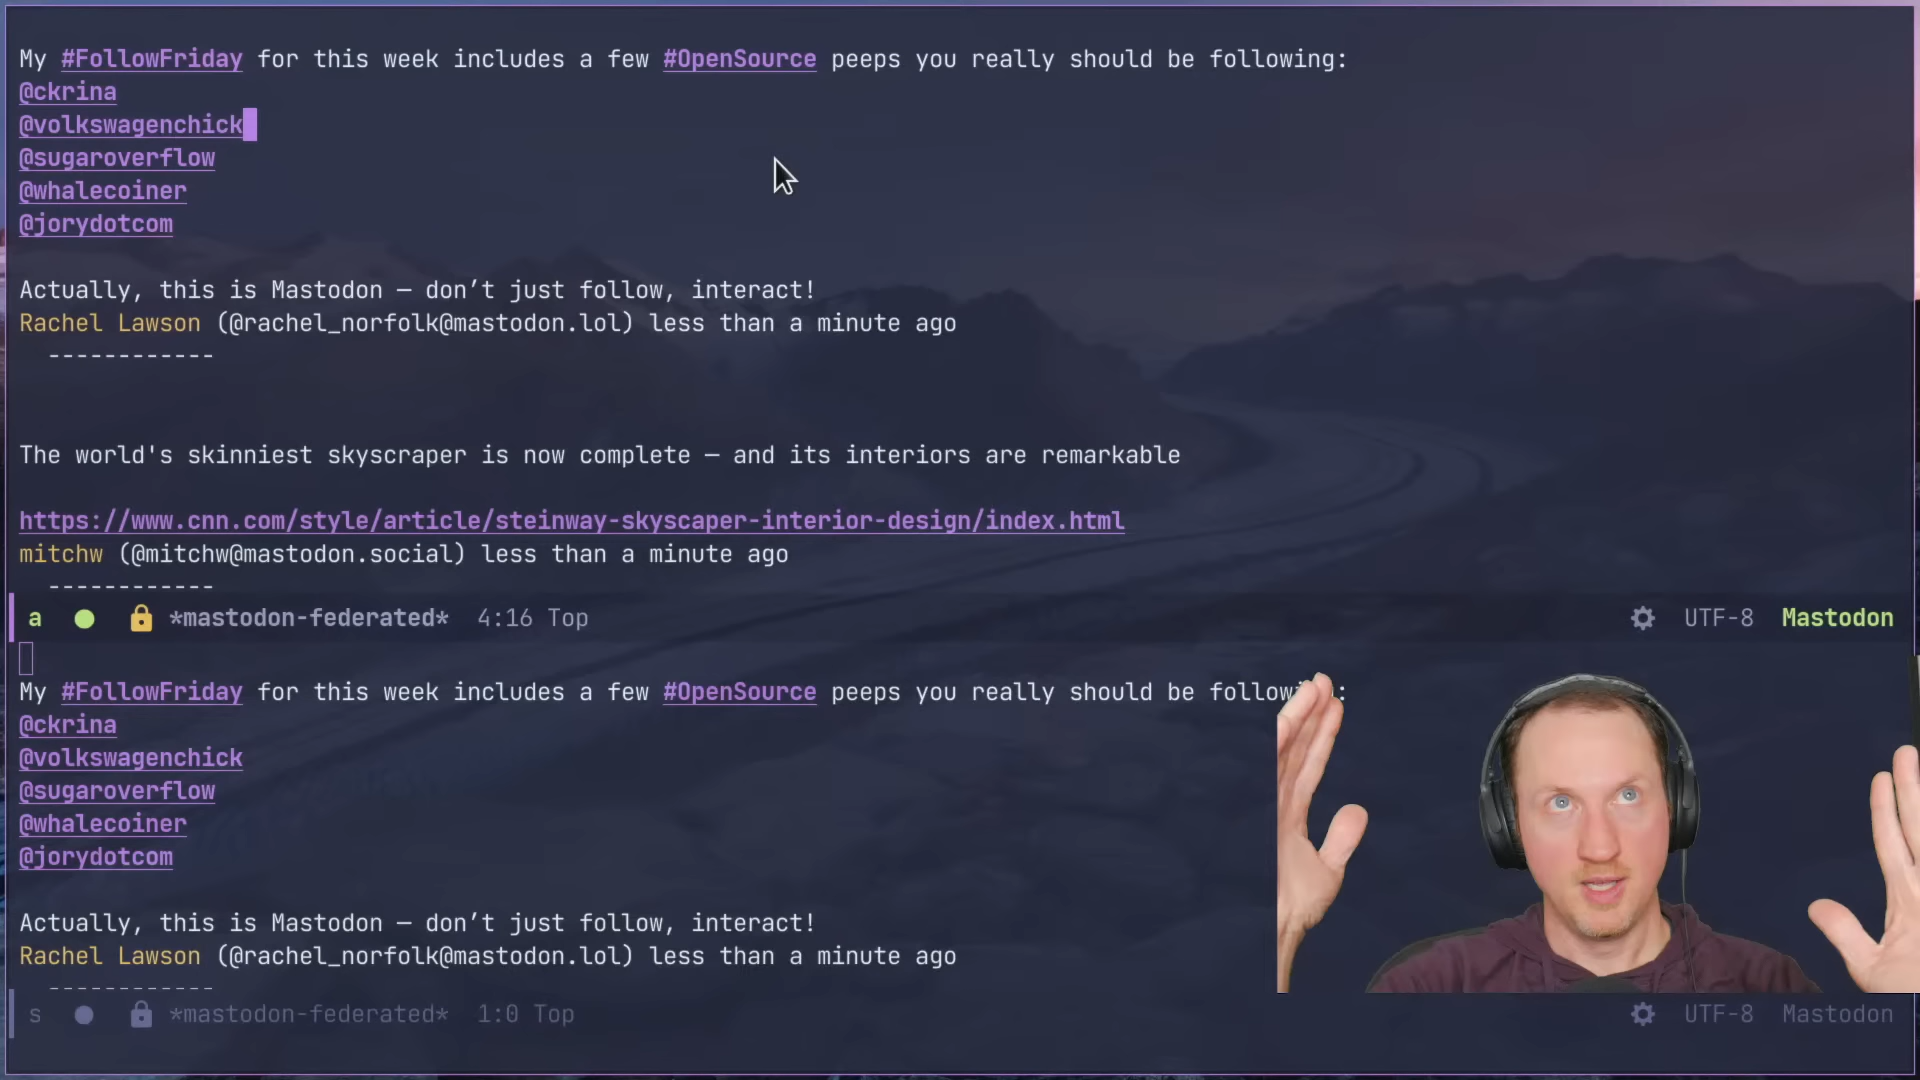 My #FollowFriday for this week includes a few #OpenSource peeps you really should be following:
@ckrina
@volkswagenchick
@sugaroverflow
@whalecoiner
@jorydotcom
Actually, this is Mastodon — don’t just follow, interact!
Rachel Lawson (@rachel_norfolk@mastodon.lol) less than a minute ago
------------
The world's skinniest skyscraper is now complete — and its interiors are remarkable
https://www.cnn.com/style/article/steinway-skyscaper-interior-design/index.html
mitchw (@mitchw@mastodon.social) less than a minute ago
------------
a *mastodon-federated* 4:16 Top UTF-8 Mastodon
My #FollowFriday for this week includes a few #OpenSource peeps you really should be :
@ckrina
@volkswagenchick
@sugaroverflow
@whalecoiner
@jorydotcom
Actually, this is Mastodon — don’t just follow, interact!
Rachel Lawson (@rachel_norfolk@mastodon.lol) less than a minute ago
------------
s *mastodon-federated* 1:0 Top UTF-8 Mastodon